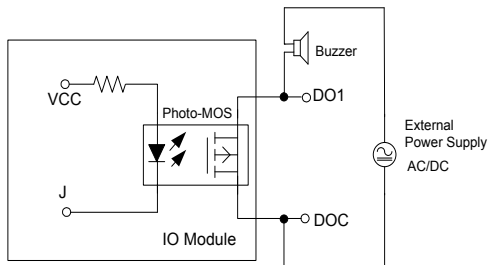 Buzzer
VCC
Photo-MOS
DO1
External
Power Supply
AC/DC
J
DOC
IO Module